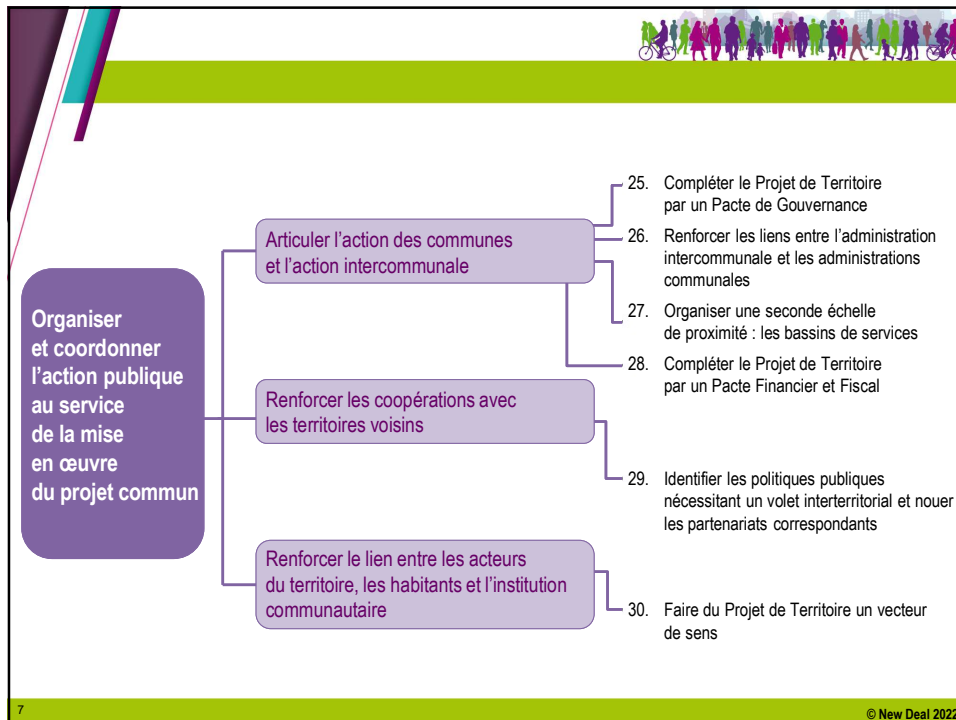 Organiser
et coordonner
l'action publique
au service
de la mise
en œuvre
du projet commun
Articuler l'action des communes
et l'action intercommunale
25. Compléter le Projet de Territoire
par un Pacte de Gouvernance
26. Renforcer les liens entre l'administration
intercommunale et les administrations
communales
27. Organiser une seconde échelle
de proximité : les bassins de services
28. Compléter le Projet de Territoire
par un Pacte Financier et Fiscal
Renforcer les coopérations avec
les territoires voisins
29. Identifier les politiques publiques
nécessitant un volet interterritorial et nouer
les partenariats correspondants
Renforcer le lien entre les acteurs
du territoire, les habitants et l'institution
communautaire
30. Faire du Projet de Territoire un vecteur
de sens
7
© New Deal 2022